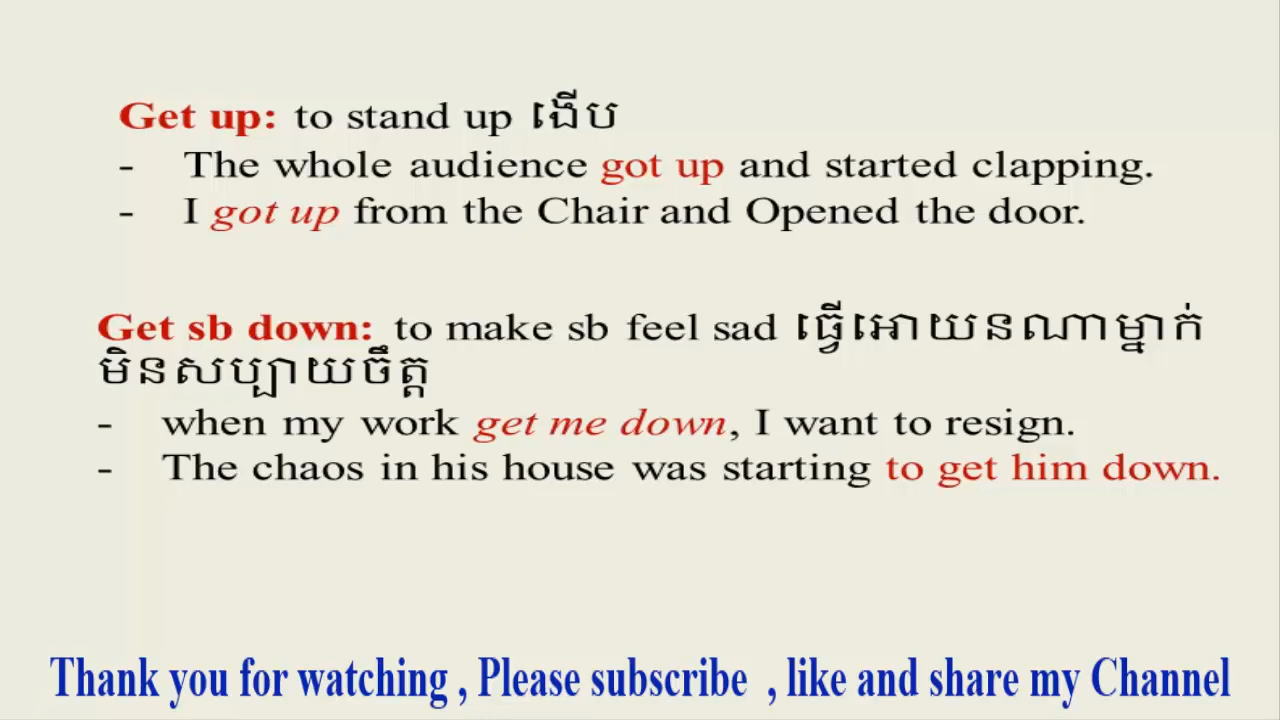 Get up: to stand up ងើប
- The whole audience got up and started clapping.
- I got up from the Chair and Opened the door.
Get sb down: to make sb feel sad ធ្វើអោយនណាម្នាក់
មិនសប្បាយចឹត្ត
- when my work get me down, I want to resign.
- The chaos in his house was starting to get him down.
Thank you for watching , Please subscribe , like and share my Channel